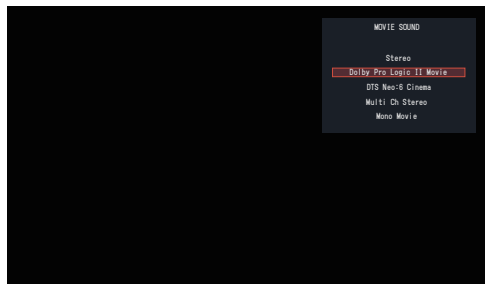 MOVIE SOUND
Stereo
Dolby Pro Logic II Movie
DTS Neo:6 Cinema
Multi Ch Stereo
Mono Movie